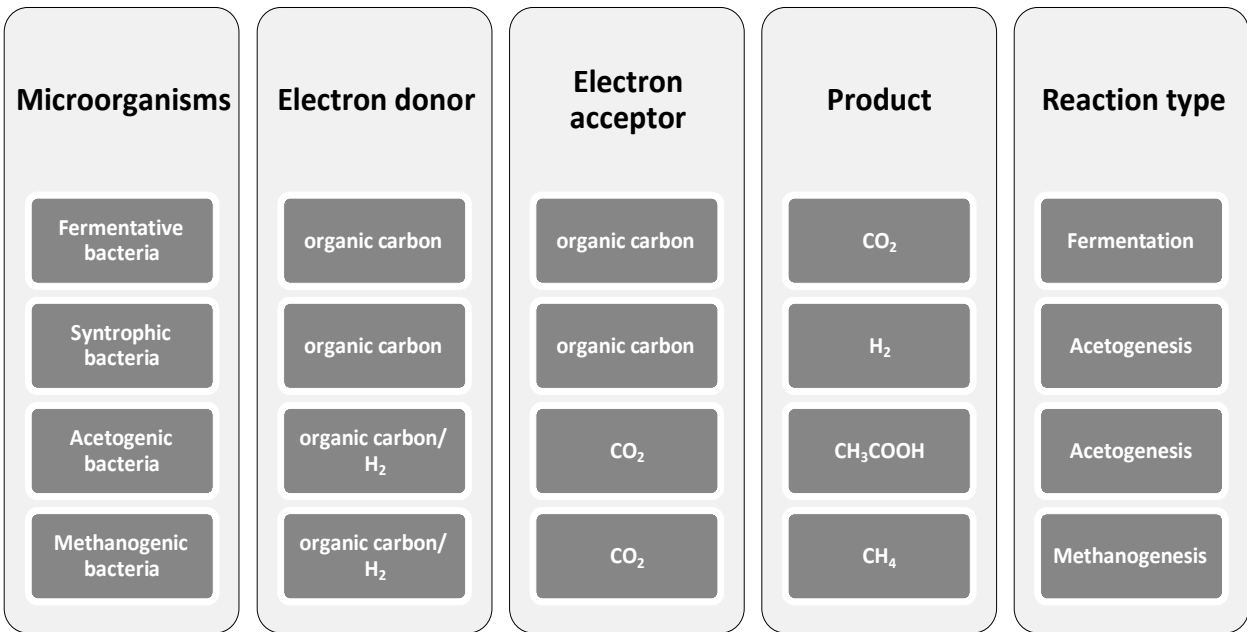 Microorganisms
Fermentative
bacteria
Syntrophic
bacteria
Acetogenic
bacteria
Methanogenic
bacteria
Electron donor
organic carbon
organic carbon
organic carbon/
H₂
organic carbon/
H₂
Electron
acceptor
organic carbon
organic carbon
CO₂
CO₂
Product
CO₂
H₂
CH₃COOH
CH₄
Reaction type
Fermentation
Acetogenesis
Acetogenesis
Methanogenesis